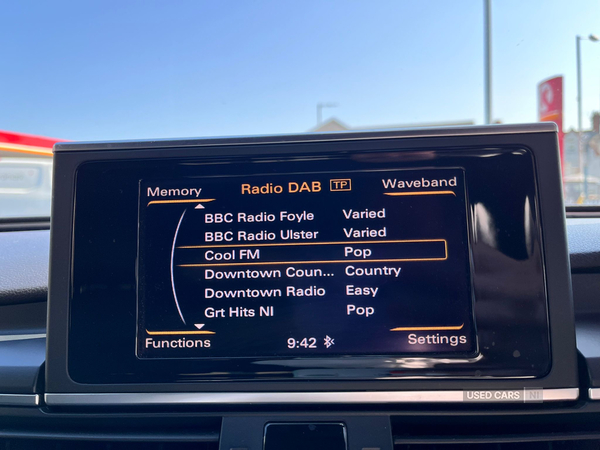 Memory Radio DAB TP Waveband
BBC Radio Foyle Varied
BBC Radio Ulster Varied
Cool FM Pop
Downtown Coun... Country
Downtown Radio Easy
Grt Hits NI Pop
Functions 9:42 Settings
USED CARS NI